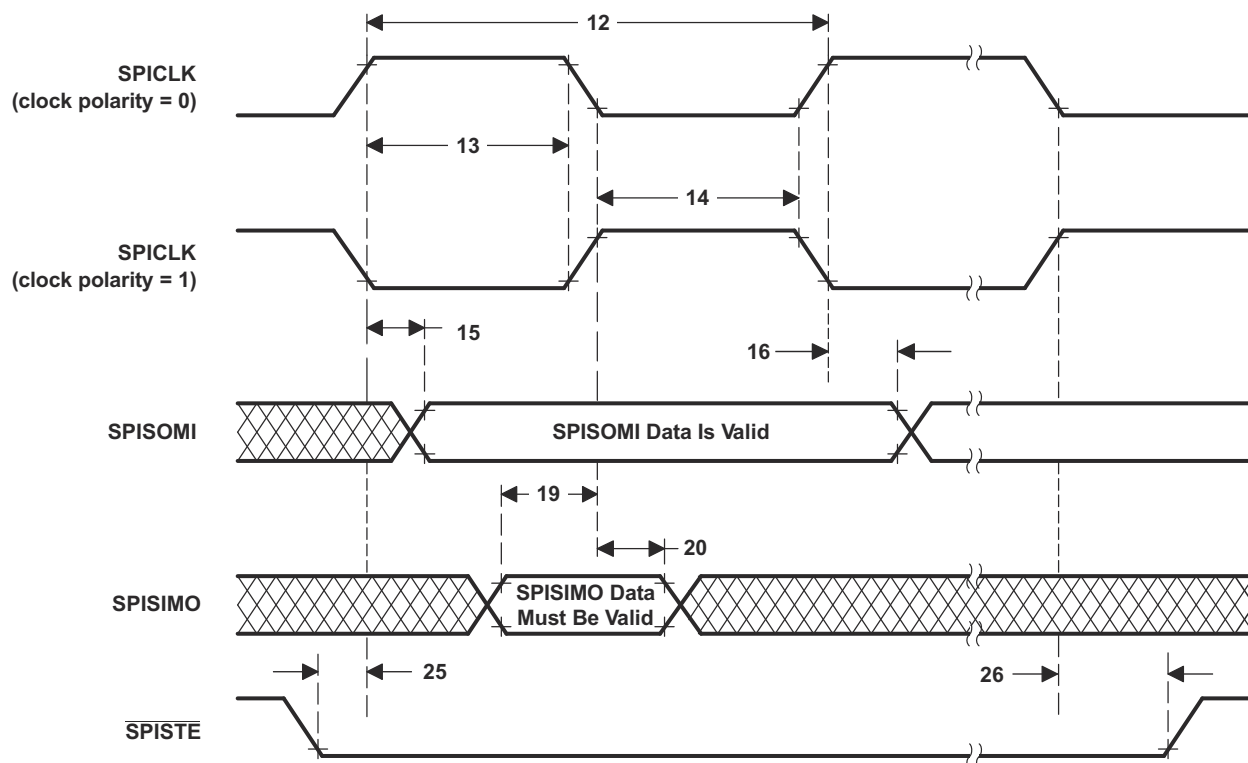 12
SPICLK
(clock polarity = 0)
13
14
SPICLK
(clock polarity = 1)
15
16
SPISOMI
SPISOMI Data Is Valid
19
20
SPISIMO
SPISIMO Data
Must Be Valid
25
26
SPISTE